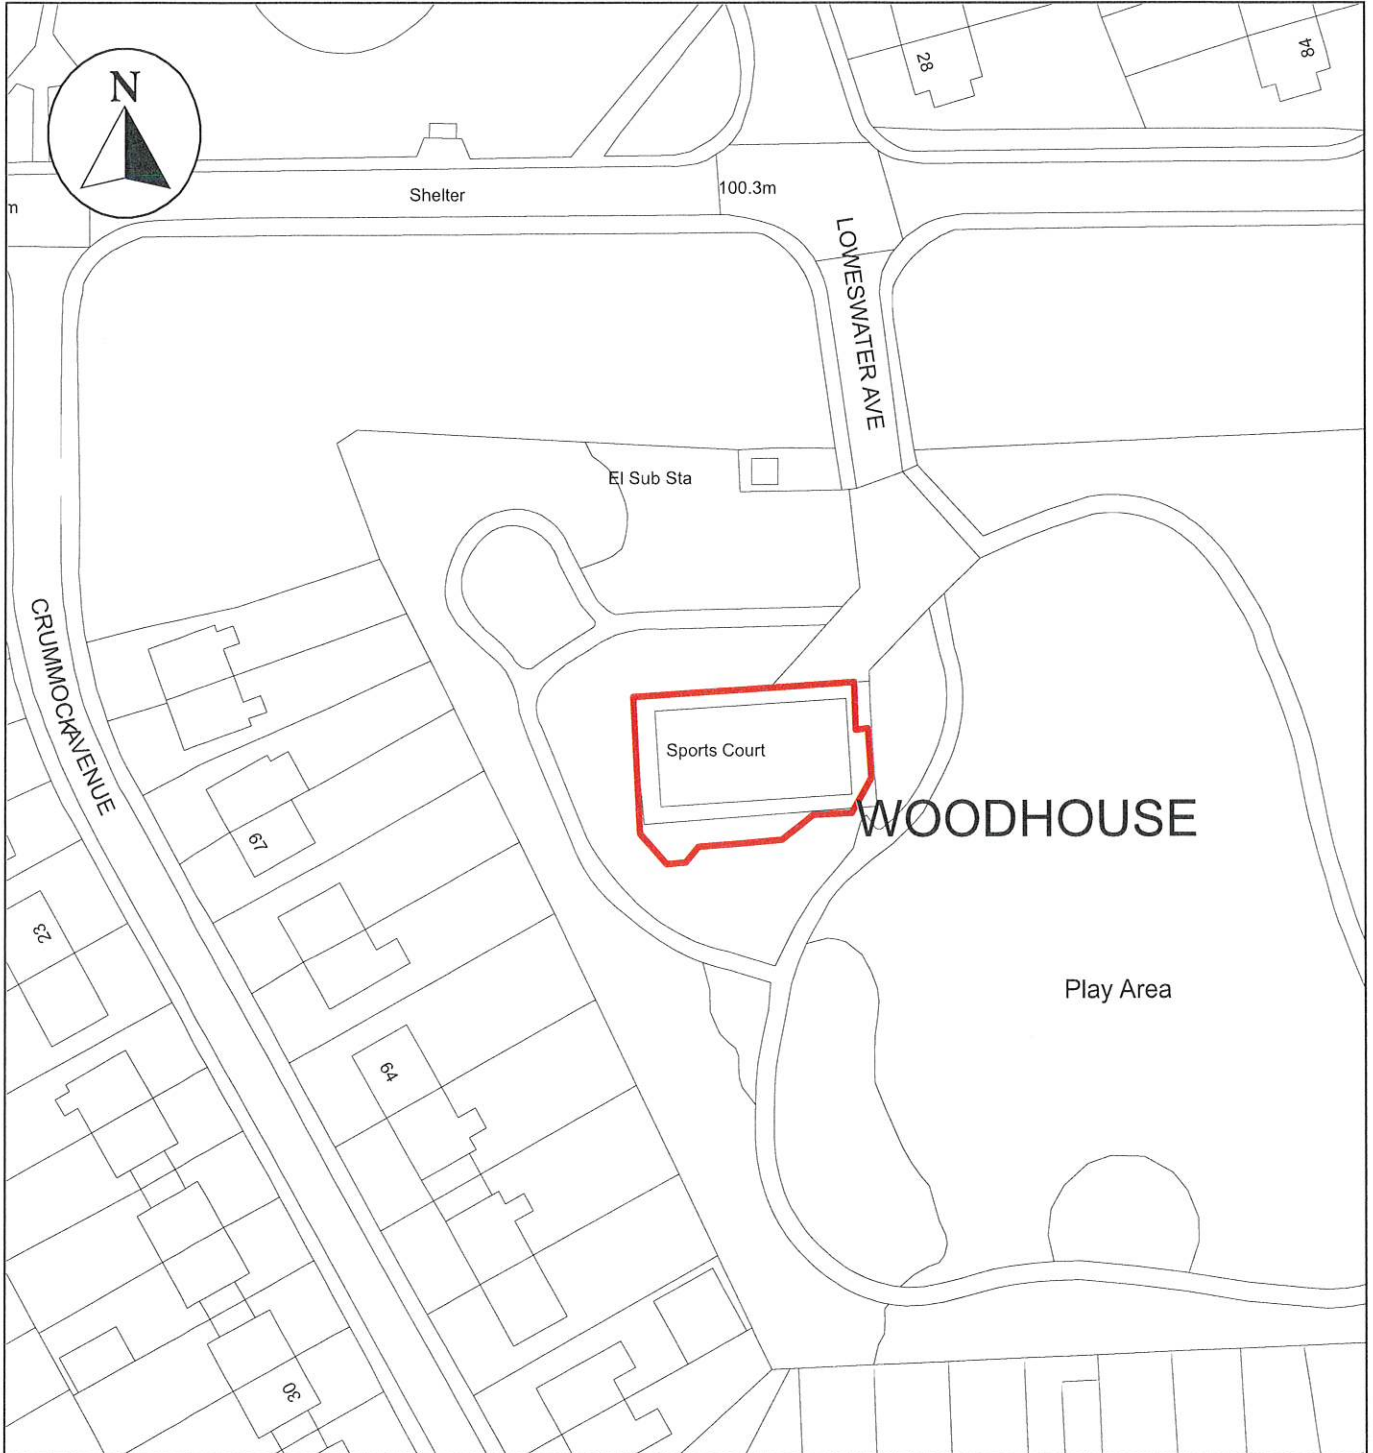 N
28
84
Shelter
100.3m
m
LOWESWATER AVE
El Sub Sta
CRUMMOCK AVENUE
Sports Court
WOODHOUSE
67
23
Play Area
64
30